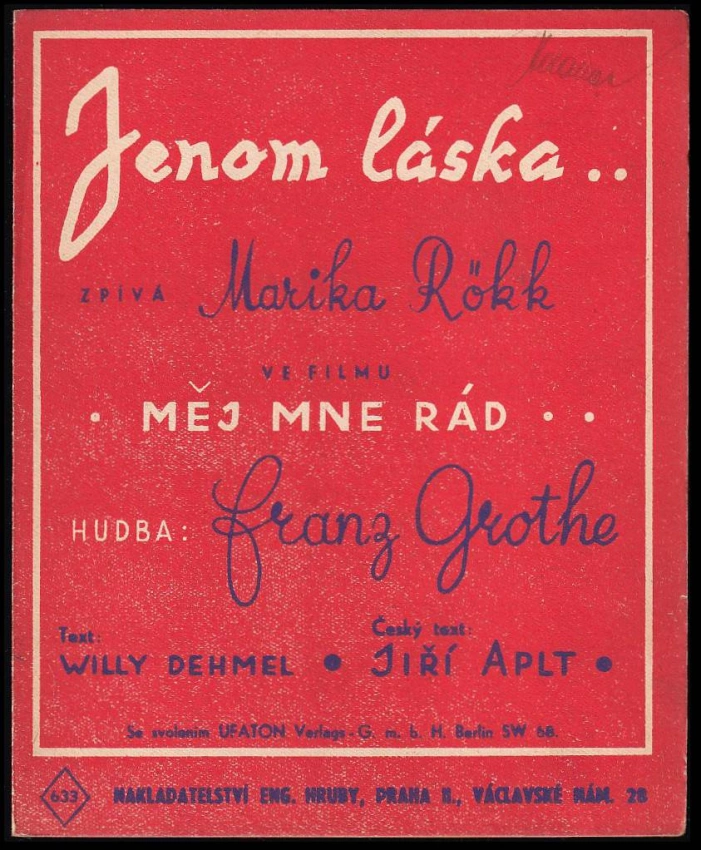 Jenom láska..
ZPÍVÁ Marika Rökk
VE FILMU
• MĚJ MNE RÁD • •
HUDBA: Franz Grothe
Text: Český text:
WILLY DEHMEL • JIŘÍ APLT •
Se svolením UFATON Verlags-G. m. b. H. Berlin SW 68.
633 NAKLADATELSTVÍ ENG. HRUBY, PRAHA II., VÁCLAVSKÉ NÁM. 28